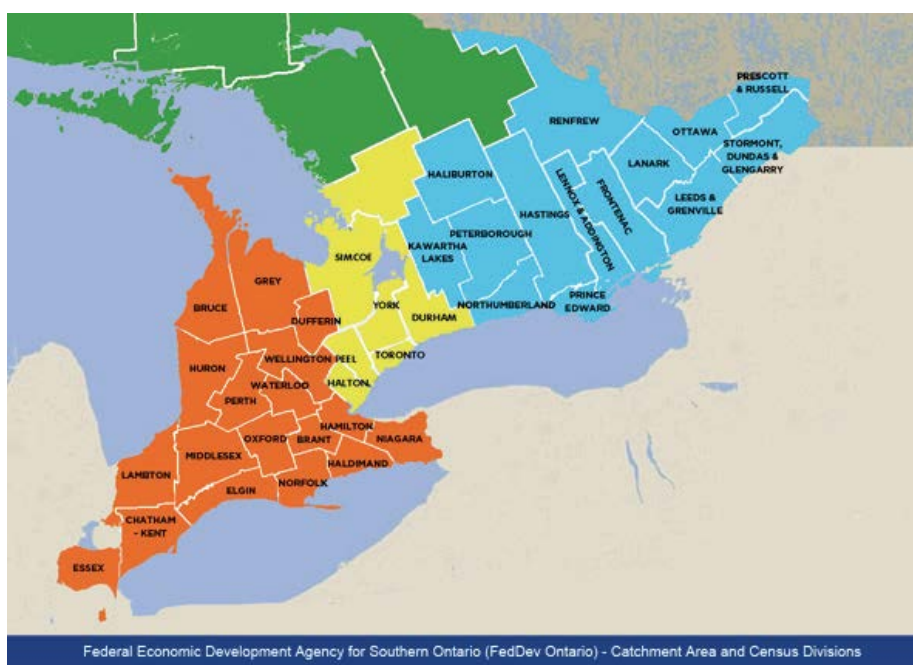 PRESCOTT
& RUSSELL
RENFREW
OTTAWA
STORMONT,
DUNDAS &
GLENGARRY
LANARK
HALIBURTON
LENNOX & ADDINGTON
FRONTENAC
LEEDS &
GRENVILLE
HASTINGS
PETERBOROUGH
KAWARTHA
LAKES
SIMCOE
GREY
BRUCE
YORK
NORTHUMBERLAND
PRINCE
EDWARD
DURHAM
DUFFERIN
WELLINGTON
PEEL
TORONTO
HURON
WATERLOO
HALTON
PERTH
HAMILTON
OXFORD
BRANT
NIAGARA
MIDDLESEX
HALDIMAND
LAMBTON
NORFOLK
ELGIN
CHATHAM
- KENT
ESSEX
Federal Economic Development Agency for Southern Ontario (FedDev Ontario) - Catchment Area and Census Divisions